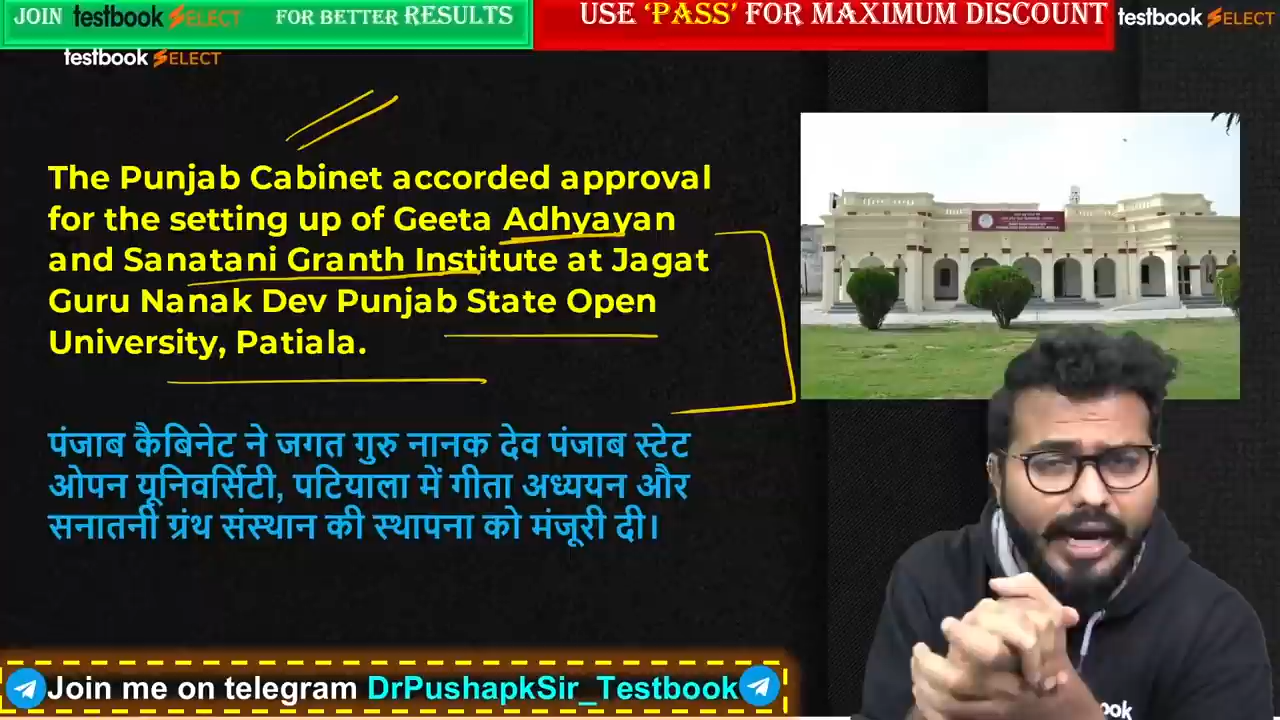 JOIN testbook SELECT FOR BETTER RESULTS
USE ‘PASS’ FOR MAXIMUM DISCOUNT testbook SELECT
testbook SELECT
The Punjab Cabinet accorded approval
for the setting up of Geeta Adhyayan
and Sanatani Granth Institute at Jagat
Guru Nanak Dev Punjab State Open
University, Patiala.
पंजाब कैबिनेट ने जगत गुरु नानक देव पंजाब स्टेट
ओपन यूनिवर्सिटी, पटियाला में गीता अध्ययन और
सनातनी ग्रंथ संस्थान की स्थापना को मंजूरी दी।
Join me on telegram DrPushapkSir_Testbook